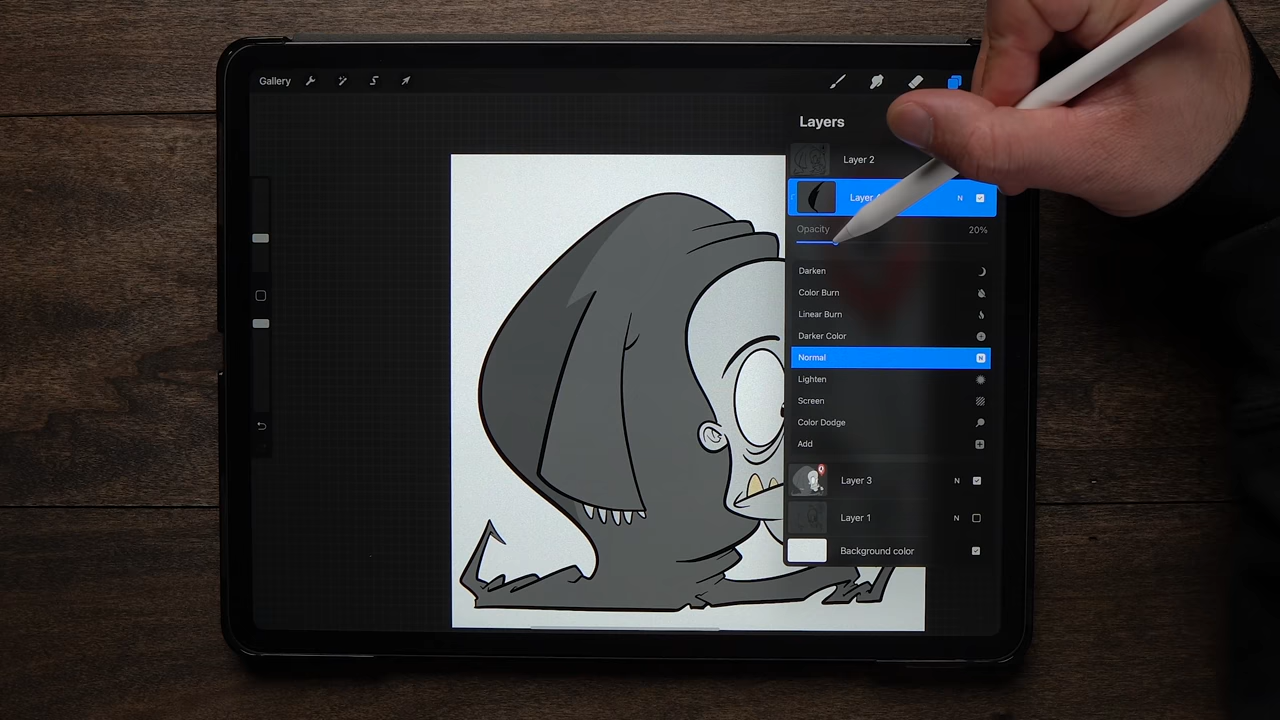 Gallery
Layers
Layer 2
Layer
N
Opacity
20%
Darken
Color Burn
Linear Burn
Darker Color
Normal
N
Lighten
Screen
Color Dodge
Add
Layer 3
N
Layer 1
N
Background color